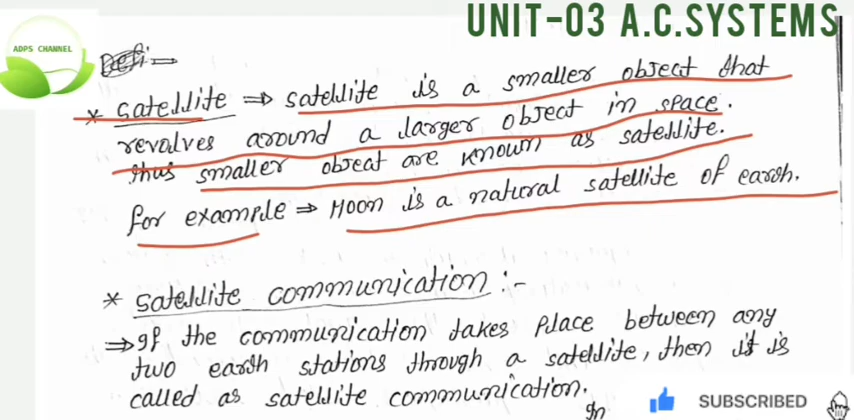 UNIT-03 A.C.SYSTEMS
ADPS CHANNEL
Defi :-
* satellite ⇒ satellite is a smaller object that
revolves around a larger object in space.
thus smaller object are known as satellite.
for example ⇒ Moon is a natural satellite of earth.
* satellite communication :-
⇒ If the communication takes place between any
two earth stations through a satellite, then it is
called as satellite communication.
In
SUBSCRIBED